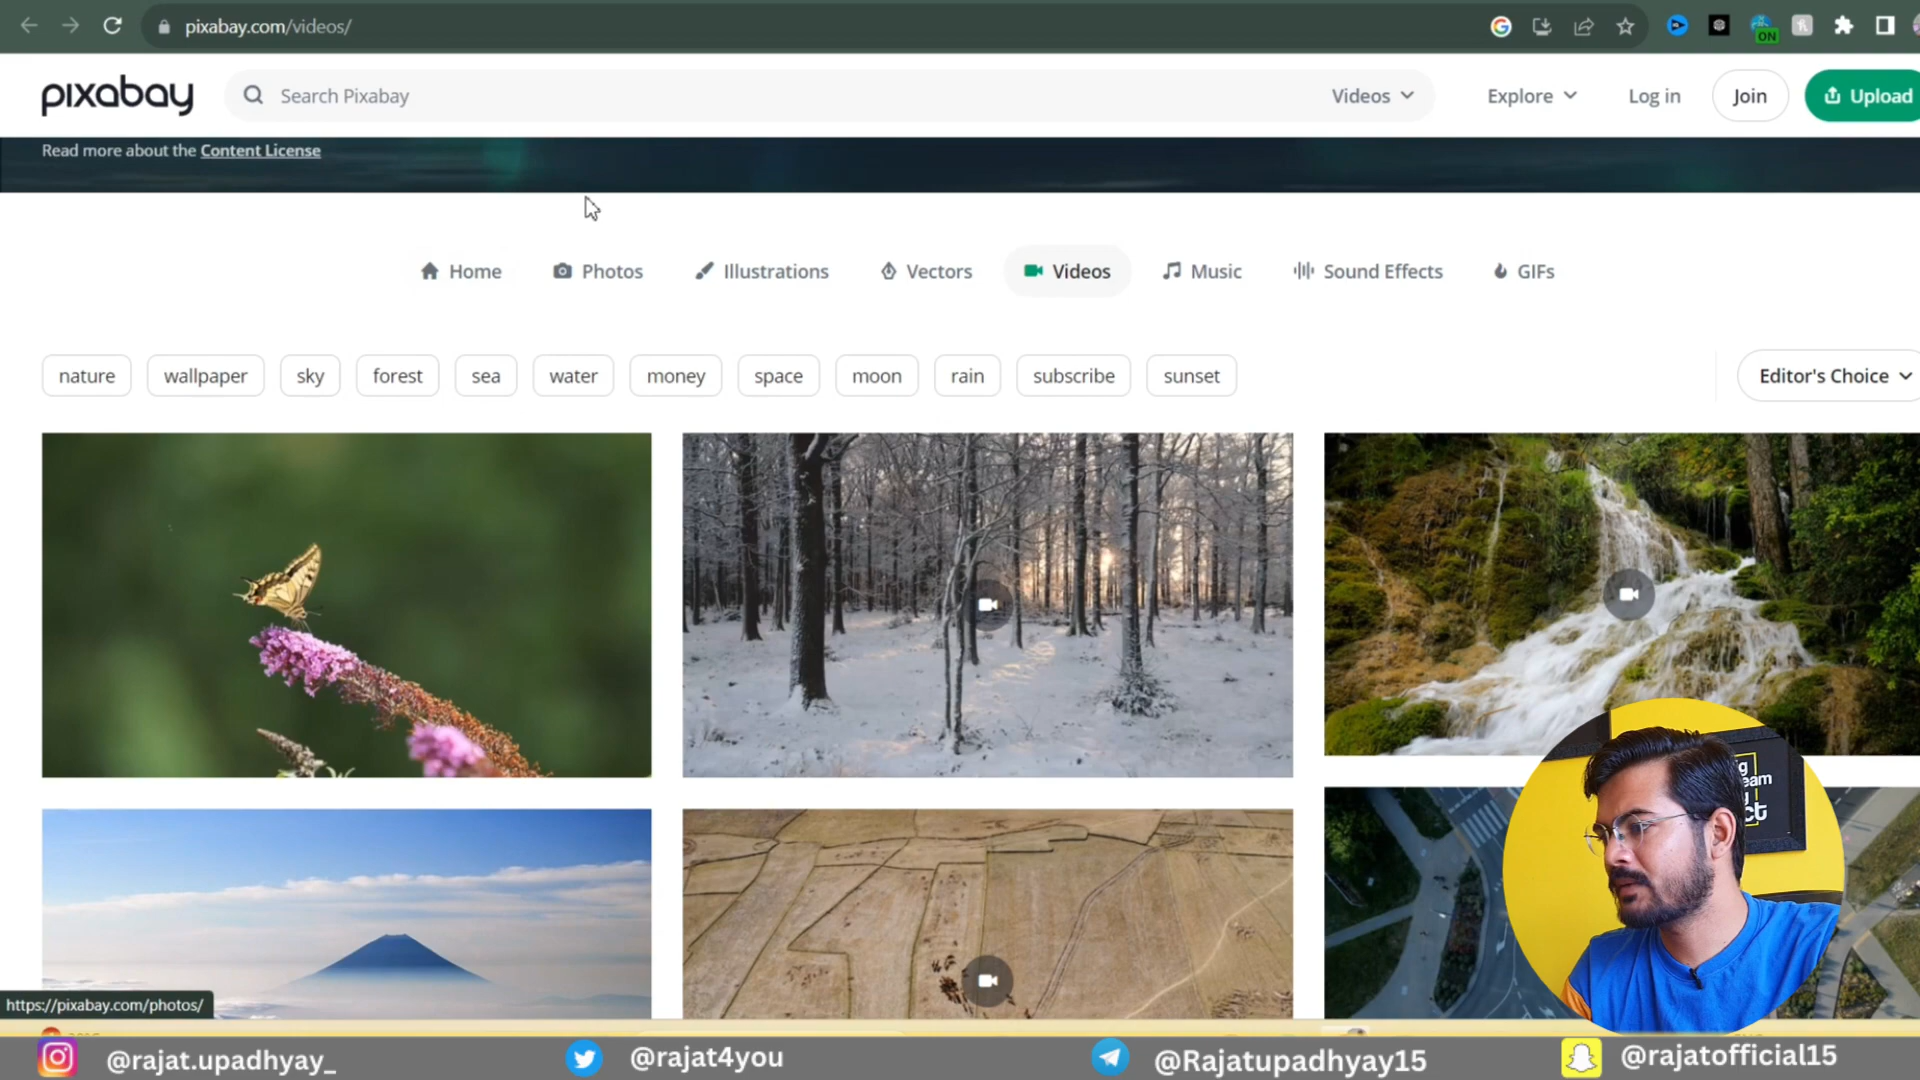 pixabay.com/videos/
ON
pixabay
Search Pixabay
Videos
Explore
Log in
Join
Upload
Read more about the Content License
Home
Photos
Illustrations
Vectors
Videos
Music
Sound Effects
GIFs
nature
wallpaper
sky
forest
sea
water
money
space
moon
rain
subscribe
sunset
Editor's Choice
https://pixabay.com/photos/
@rajat.upadhyay_
@rajat4you
@Rajatupadhyay15
@rajatofficial15